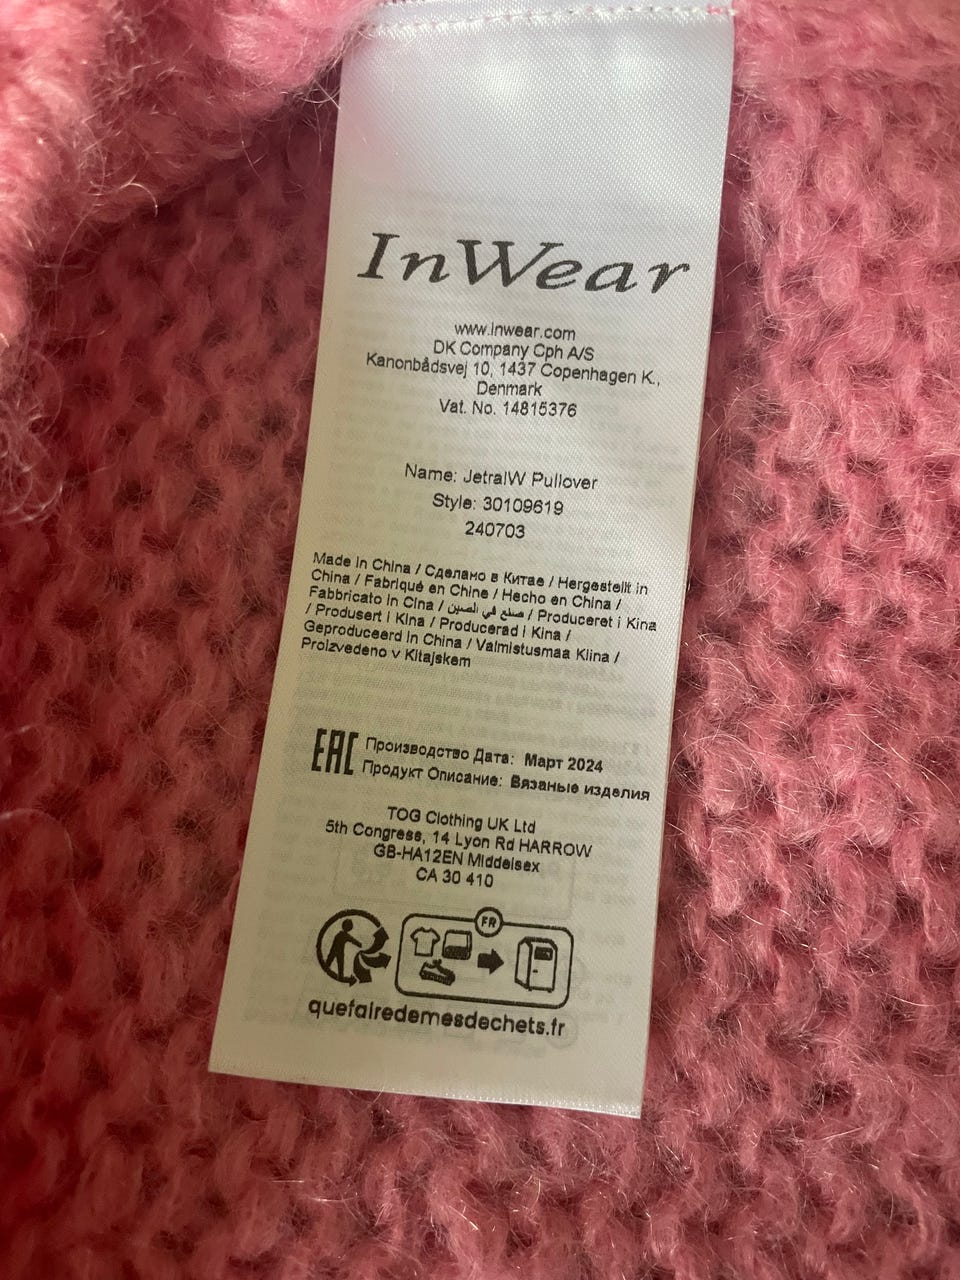 InWear
www.inwear.com
DK Company Cph A/S
Kanonbådsvej 10, 1437 Copenhagen K.,
Denmark
Vat. No. 14815376
Name: JetraIW Pullover
Style: 30109619
240703
Made in China / Сделано в Китае / Hergestellt in
China / Fabriqué en Chine / Hecho en China /
Fabbricato in Cina / صنع في الصين / Produceret i Kina
/ Produsert i Kina / Producerad i Kina /
Geproduceerd in China / Valmistusmaa Kiina /
Proizvedeno v Kitajskem
EAC Производство Дата: Март 2024
Продукт Описание: Вязаные изделия
TOG Clothing UK Ltd
5th Congress, 14 Lyon Rd HARROW
GB-HA12EN Middelsex
CA 30 410
FR
quefairedemesdechets.fr